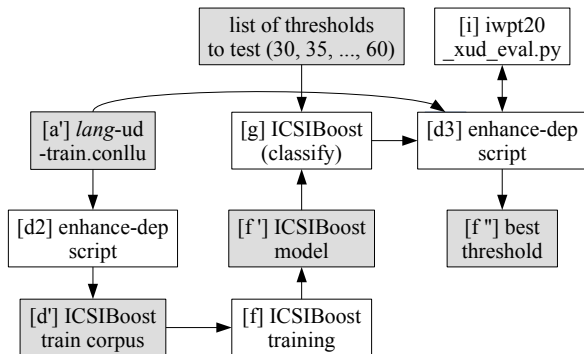 list of thresholds
to test (30, 35, ..., 60)
[i] iwpt20
_xud_eval.py
[a'] lang-ud
-train.conllu
[g] ICSIBoost
(classify)
[d3] enhance-dep
script
[d2] enhance-dep
script
[f '] ICSIBoost
model
[f ''] best
threshold
[d'] ICSIBoost
train corpus
[f] ICSIBoost
training